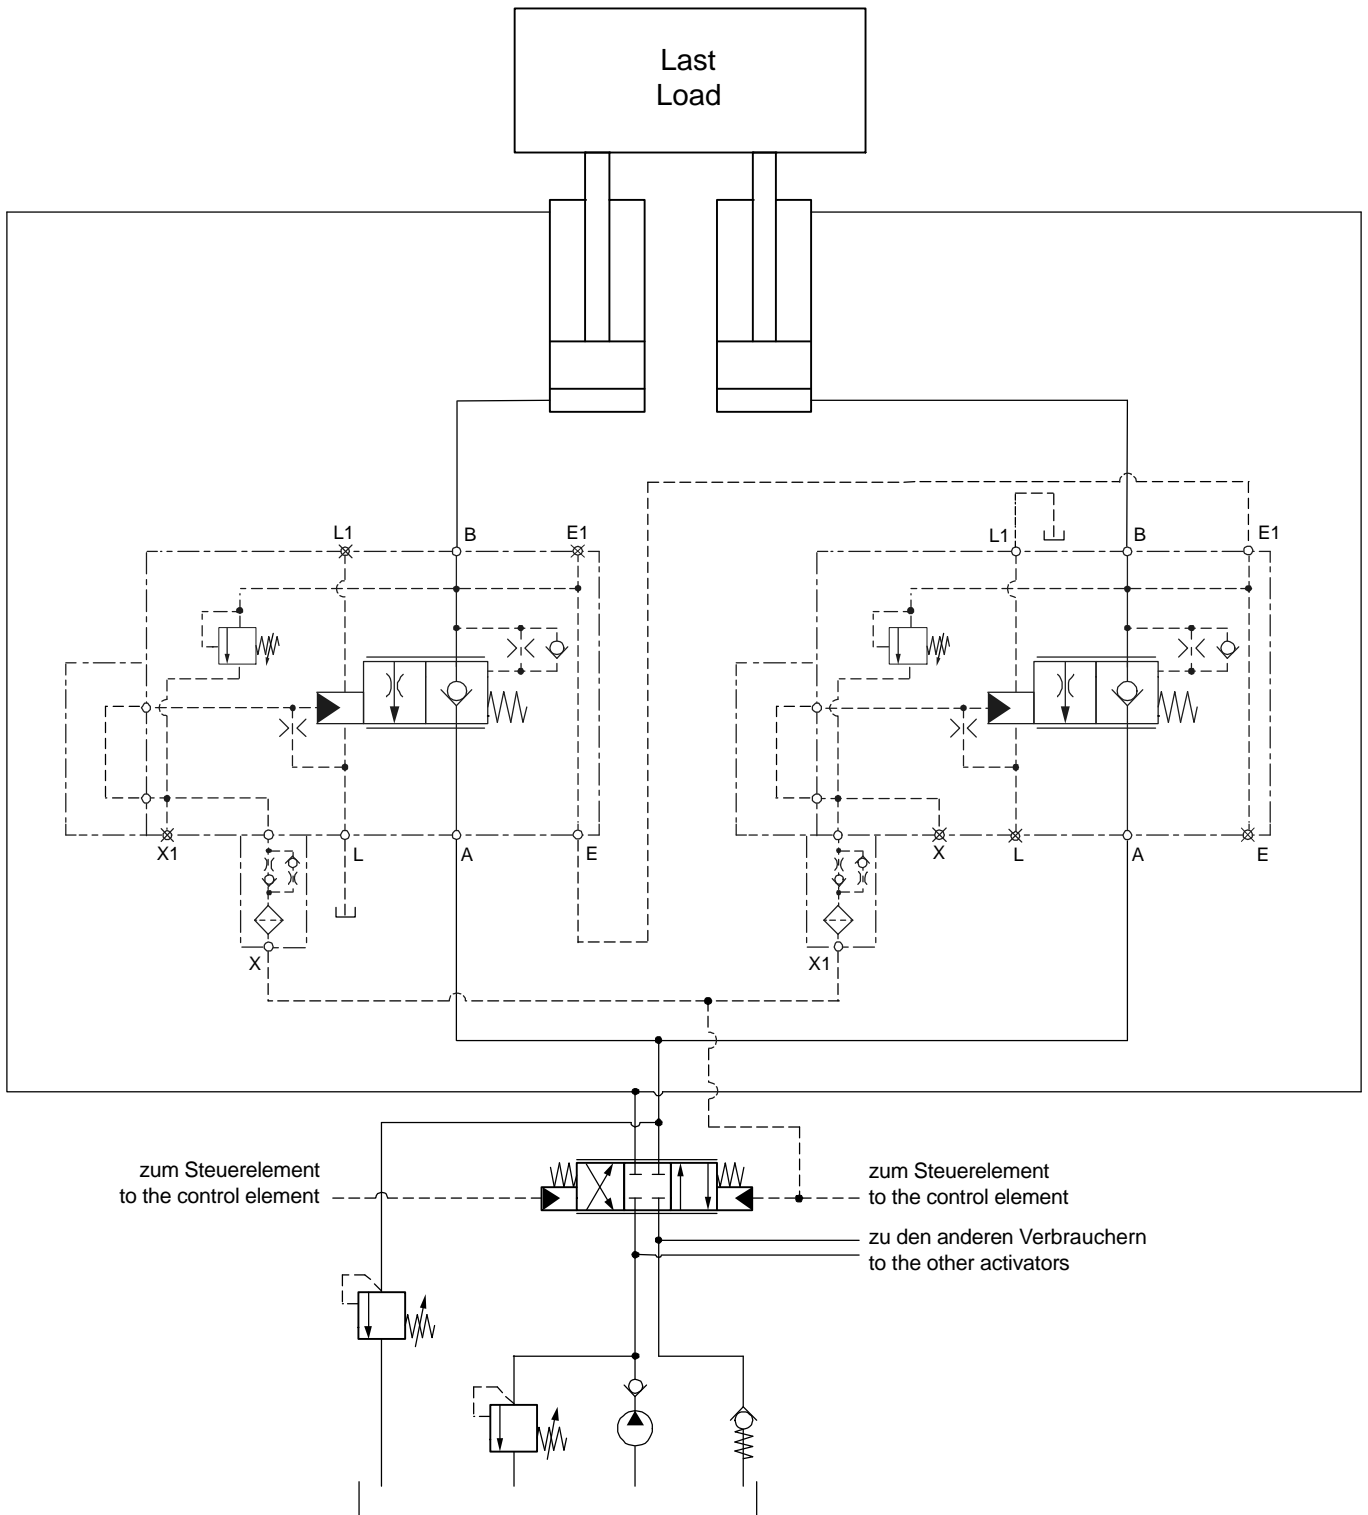 Last
Load
L1
B
E1
L1
B
E1
X1
L
A
E
X
L
A
E
X
X1
zum Steuerelement
to the control element
zum Steuerelement
to the control element
zu den anderen Verbrauchern
to the other activators